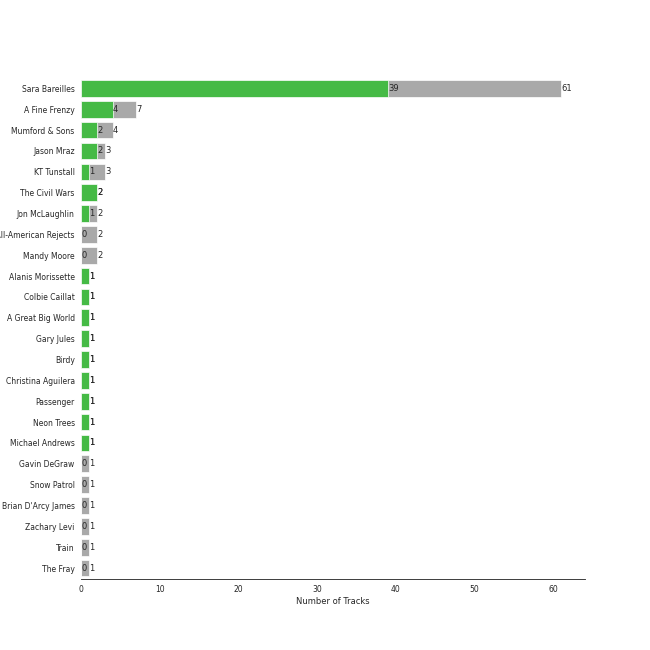 Sara Bareilles 39 61
A Fine Frenzy 4 7
Mumford & Sons 2 4
Jason Mraz 2 3
KT Tunstall 1 3
The Civil Wars 2
Jon McLaughlin 1 2
ll-American Rejects 0 2
Mandy Moore 0 2
Alanis Morissette 1
Colbie Caillat 1
A Great Big World 1
Gary Jules 1
Birdy 1
Christina Aguilera 1
Passenger 1
Neon Trees 1
Michael Andrews 1
Gavin DeGraw 0 1
Snow Patrol 0 1
Brian D'Arcy James 0 1
Zachary Levi 0 1
Train 0 1
The Fray 0 1
0 10 20 30 40 50 60
Number of Tracks